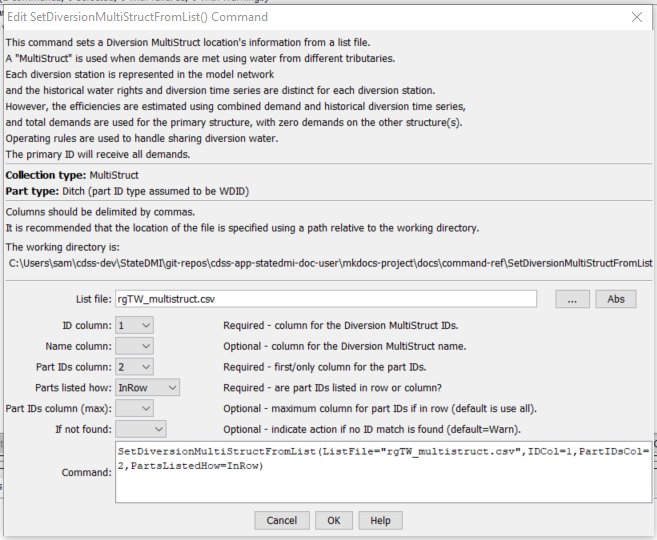 Edit SetDiversionMultiStructFromList() Command
This command sets a Diversion MultiStruct location's information from a list file.
A "MultiStruct" is used when demands are met using water from different tributaries.
Each diversion station is represented in the model network
and the historical water rights and diversion time series are distinct for each diversion station.
However, the efficiencies are estimated using combined demand and historical diversion time series,
and total demands are used for the primary structure, with zero demands on the other structure(s).
Operating rules are used to handle sharing diversion water.
The primary ID will receive all demands.
Collection type: MultiStruct
Part type: Ditch (part ID type assumed to be WDID)
Columns should be delimited by commas.
It is recommended that the location of the file is specified using a path relative to the working directory.
The working directory is:
C:\Users\sam\cdss-dev\StateDMI\git-repos\cdss-app-statedmi-doc-user\mkdocs-project\docs\command-ref\SetDiversionMultiStructFromList
List file: rgTW_multistruct.csv ... Abs
ID column: 1 Required - column for the Diversion MultiStruct IDs.
Name column: Optional - column for the Diversion MultiStruct name.
Part IDs column: 2 Required - first/only column for the part IDs.
Parts listed how: InRow Required - are part IDs listed in row or column?
Part IDs column (max): Optional - maximum column for part IDs if in row (default is use all).
If not found: Optional - indicate action if no ID match is found (default=Warn).
Command: SetDiversionMultiStructFromList(ListFile="rgTW_multistruct.csv",IDCol=1,PartIDsCol=
2,PartsListedHow=InRow)
Cancel OK Help